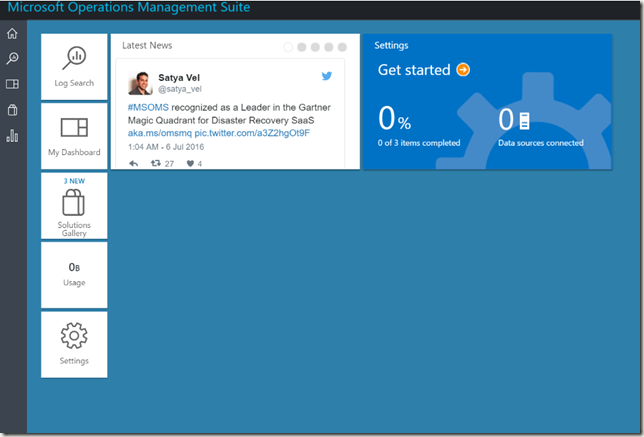 Microsoft Operations Management Suite
Log Search
My Dashboard
3 NEW
Solutions
Gallery
0B
Usage
Settings
Latest News
Satya Vel
@satya_vel
#MSOMS recognized as a Leader in the Gartner
Magic Quadrant for Disaster Recovery SaaS
aka.ms/omsmq pic.twitter.com/a3Z2hgOt9F
1:04 AM - 6 Jul 2016
27
4
Settings
Get started
0%
0 of 3 items completed
0
Data sources connected